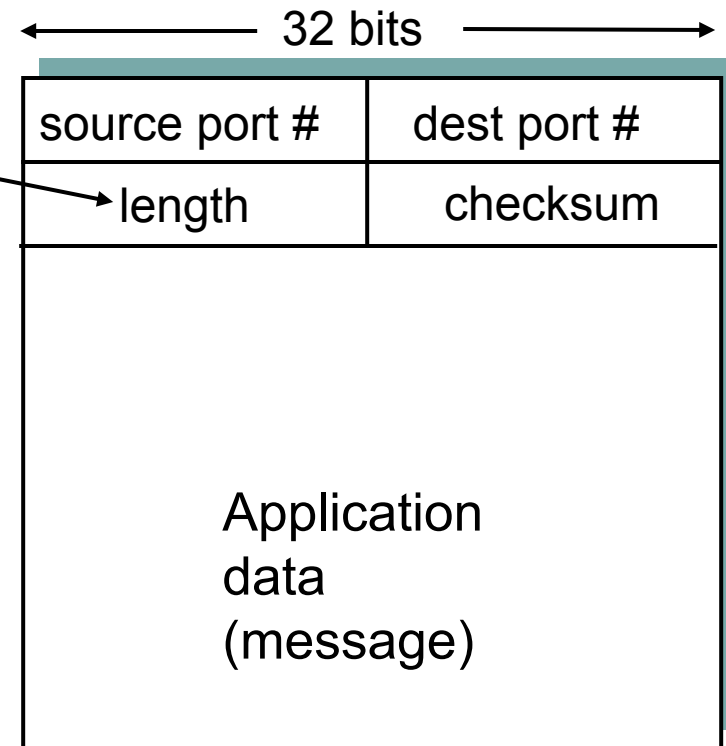 32 bits
source port # dest port #
length checksum
Application
data
(message)